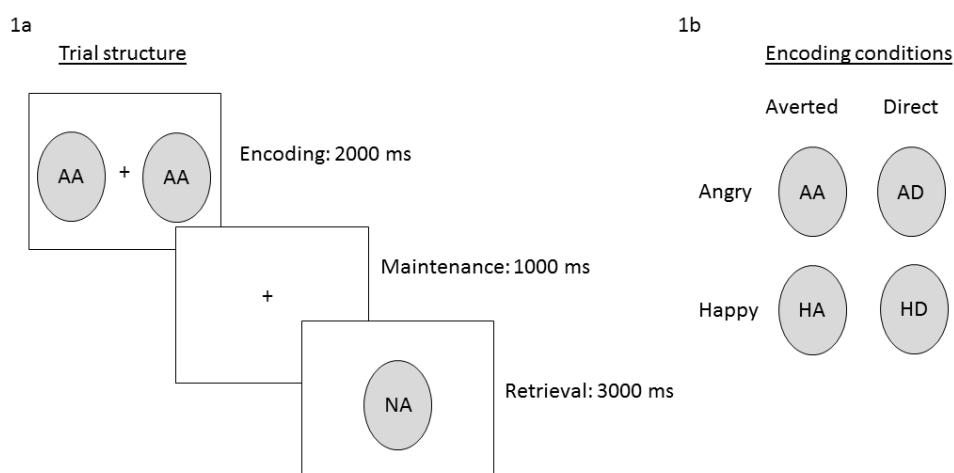 1a
Trial structure
AA + AA
Encoding: 2000 ms
+
Maintenance: 1000 ms
NA
Retrieval: 3000 ms
1b
Encoding conditions
Averted Direct
Angry AA AD
Happy HA HD